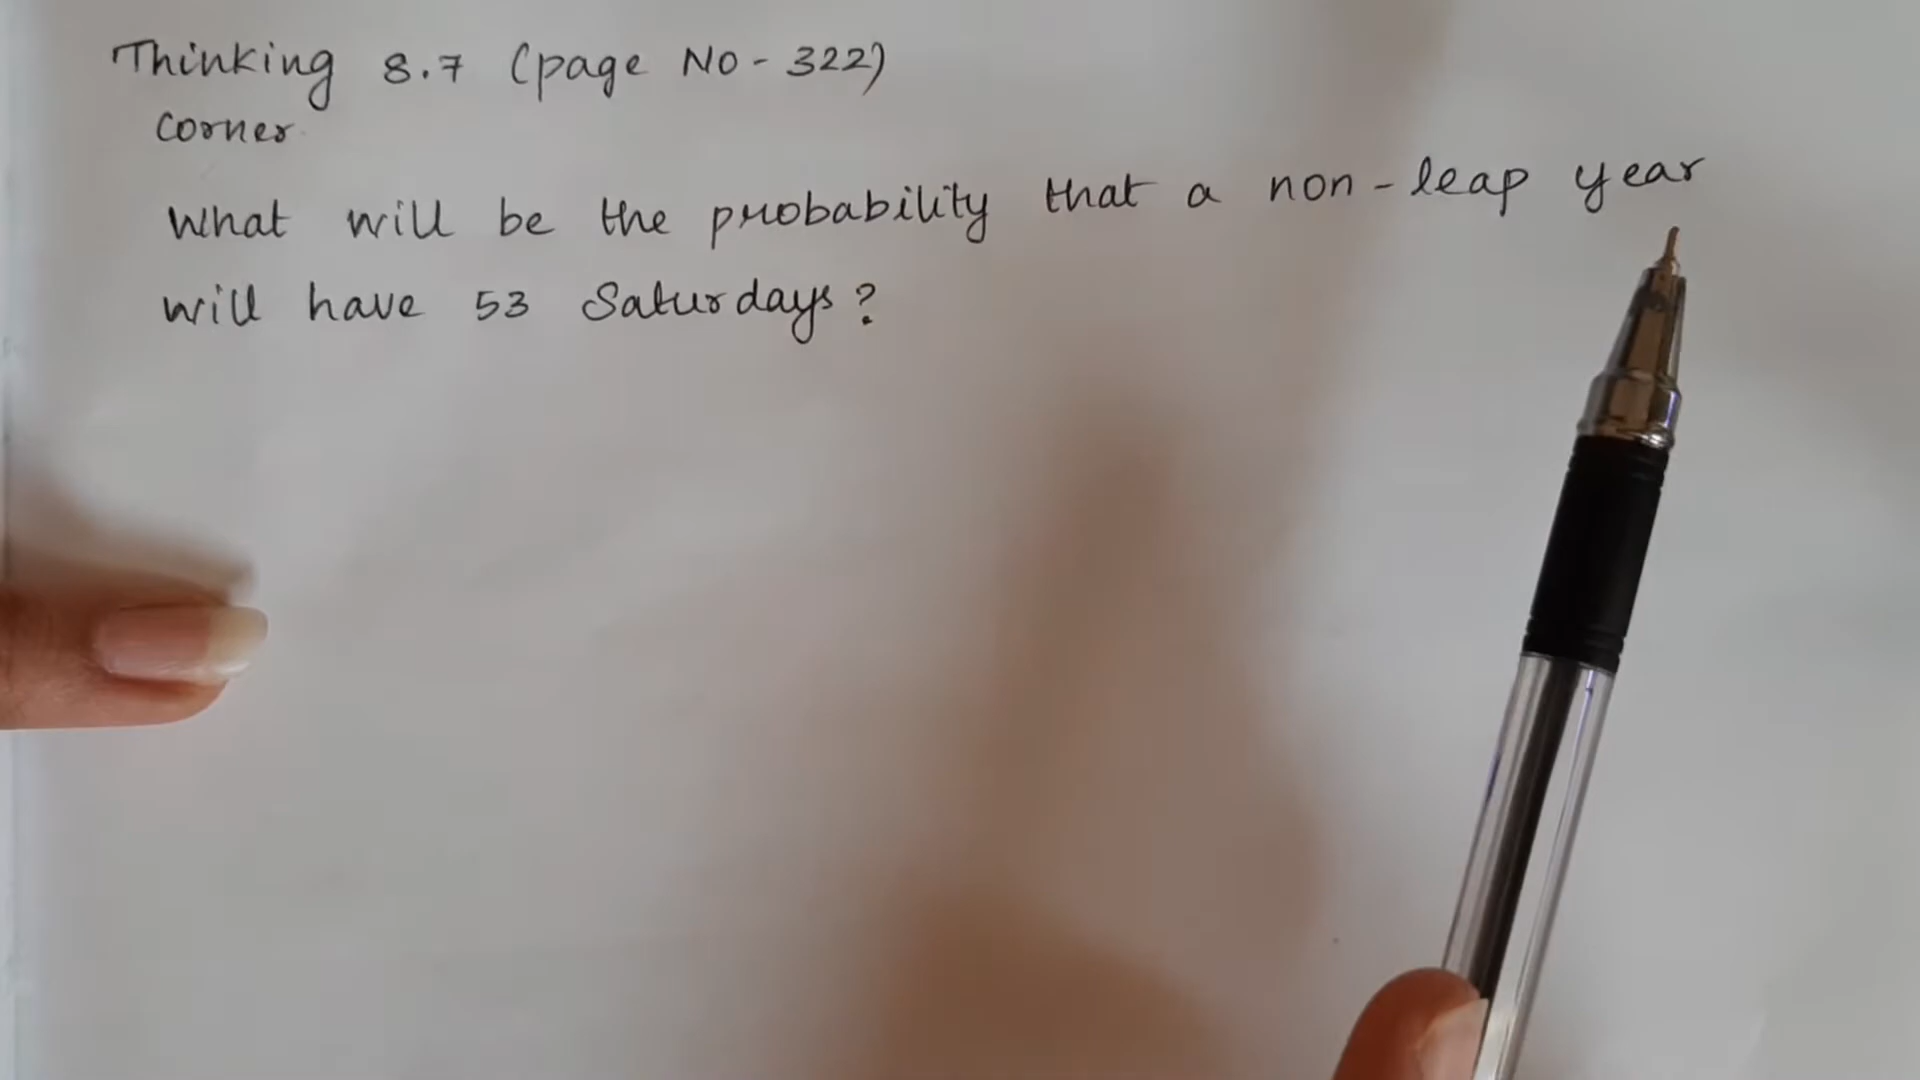 Thinking 8.7 (page No - 322)
corner.
What will be the probability that a non-leap year
will have 53 Saturdays?